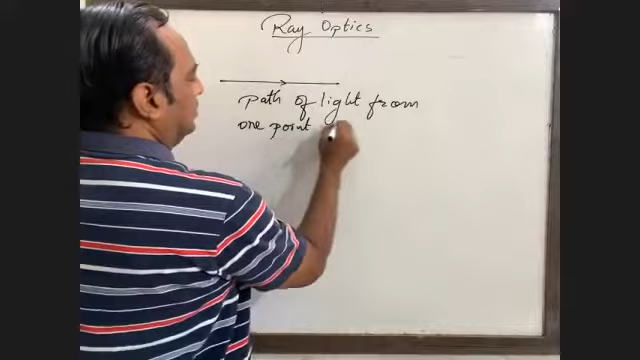 Ray Optics
path of light from
one point